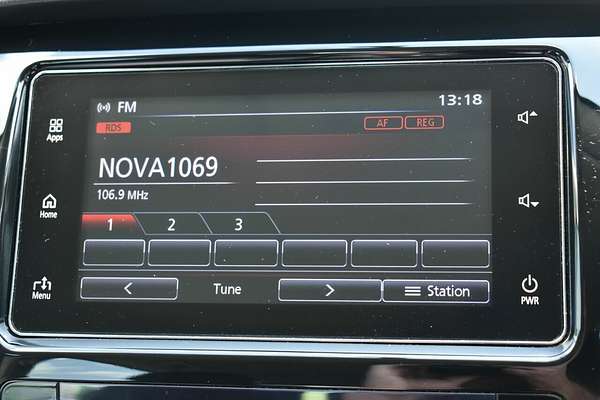 FM
13:18
Apps
RDS
AF
REG
NOVA1069
106.9 MHz
Home
1
2
3
Menu
<
Tune
>
Station
PWR